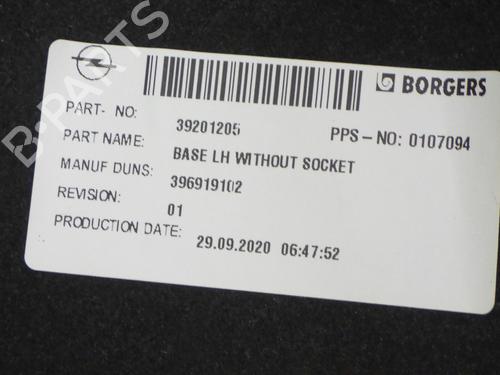 BORGERS
PART- NO: 39201205 PPS-NO: 0107094
PART NAME: BASE LH WITHOUT SOCKET
MANUF DUNS: 396919102
REVISION: 01
PRODUCTION DATE: 29.09.2020 06:47:52
B-PARTS